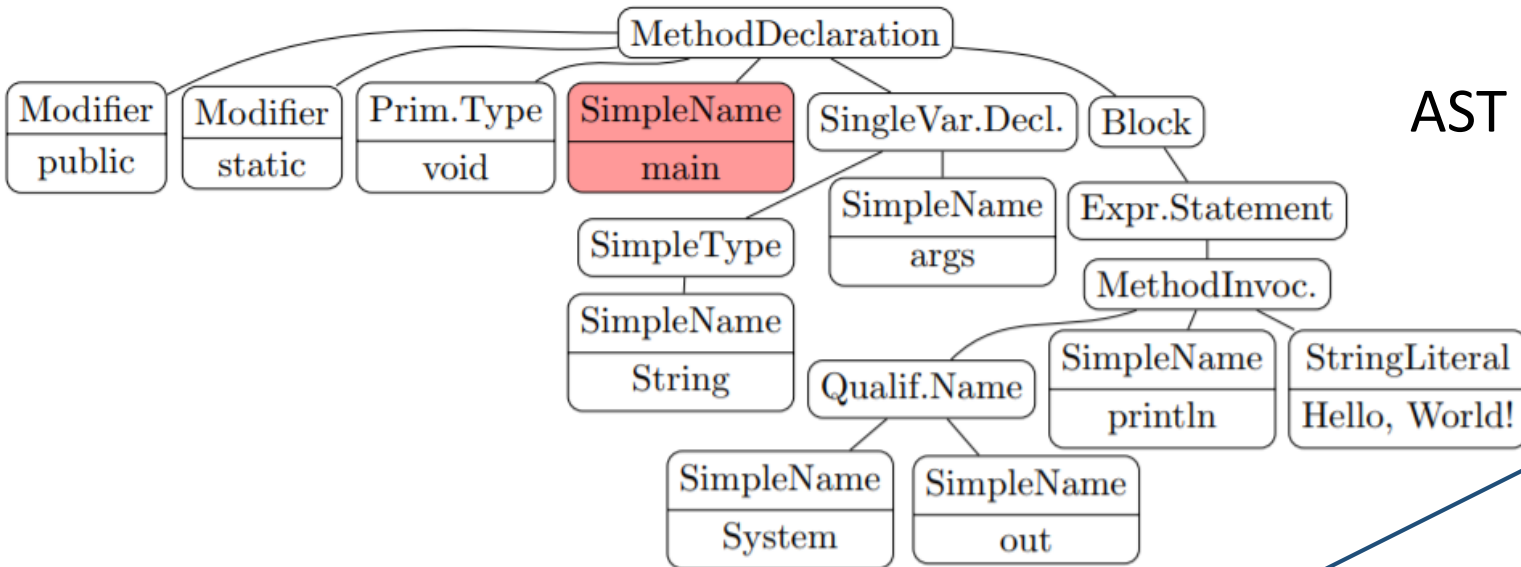 MethodDeclaration
AST
Modifier
public
Modifier
static
Prim.Type
void
SimpleName
main
SingleVar.Decl.
Block
SimpleType
SimpleName
args
Expr.Statement
SimpleName
String
MethodInvoc.
Qualif.Name
SimpleName
println
StringLiteral
Hello, World!
SimpleName
System
SimpleName
out